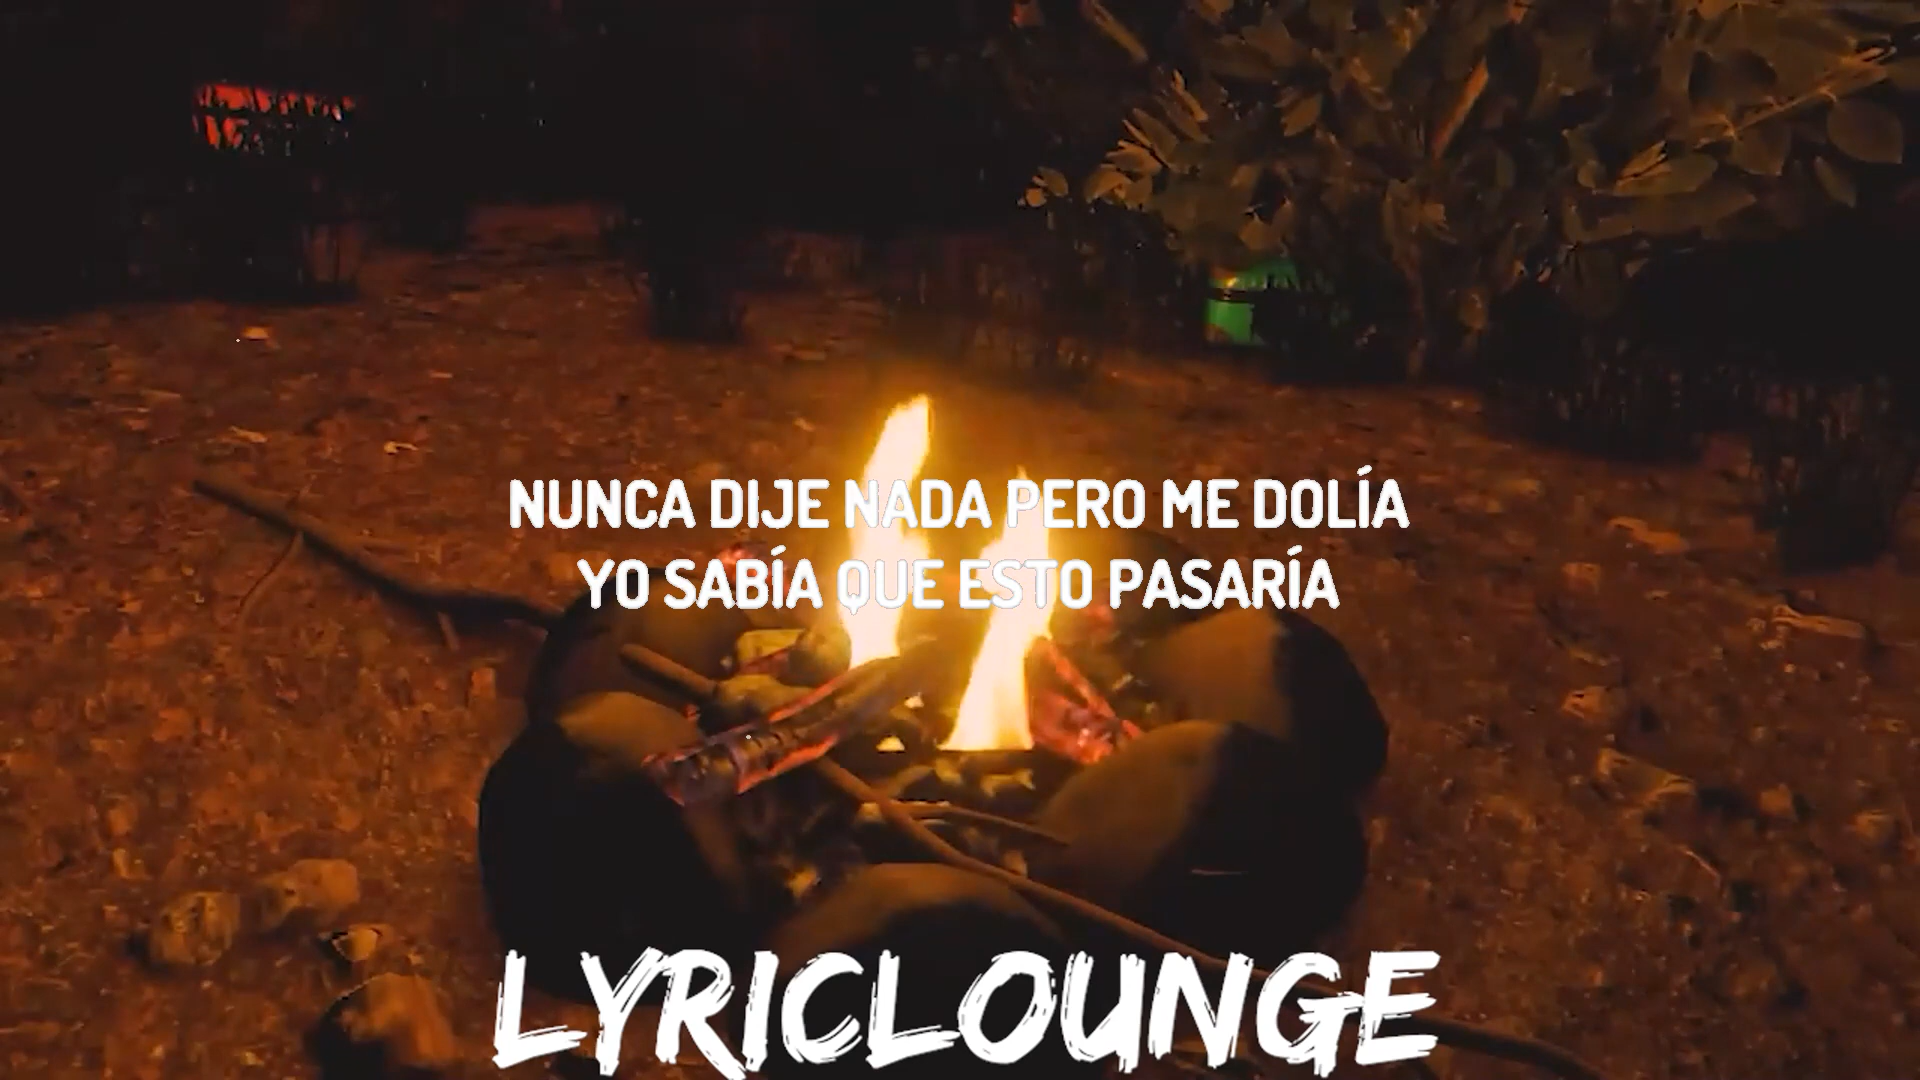 NUNCA DIJE NADA PERO ME DOLÍA
YO SABÍA QUE ESTO PASARÍA
LYRICLOUNGE